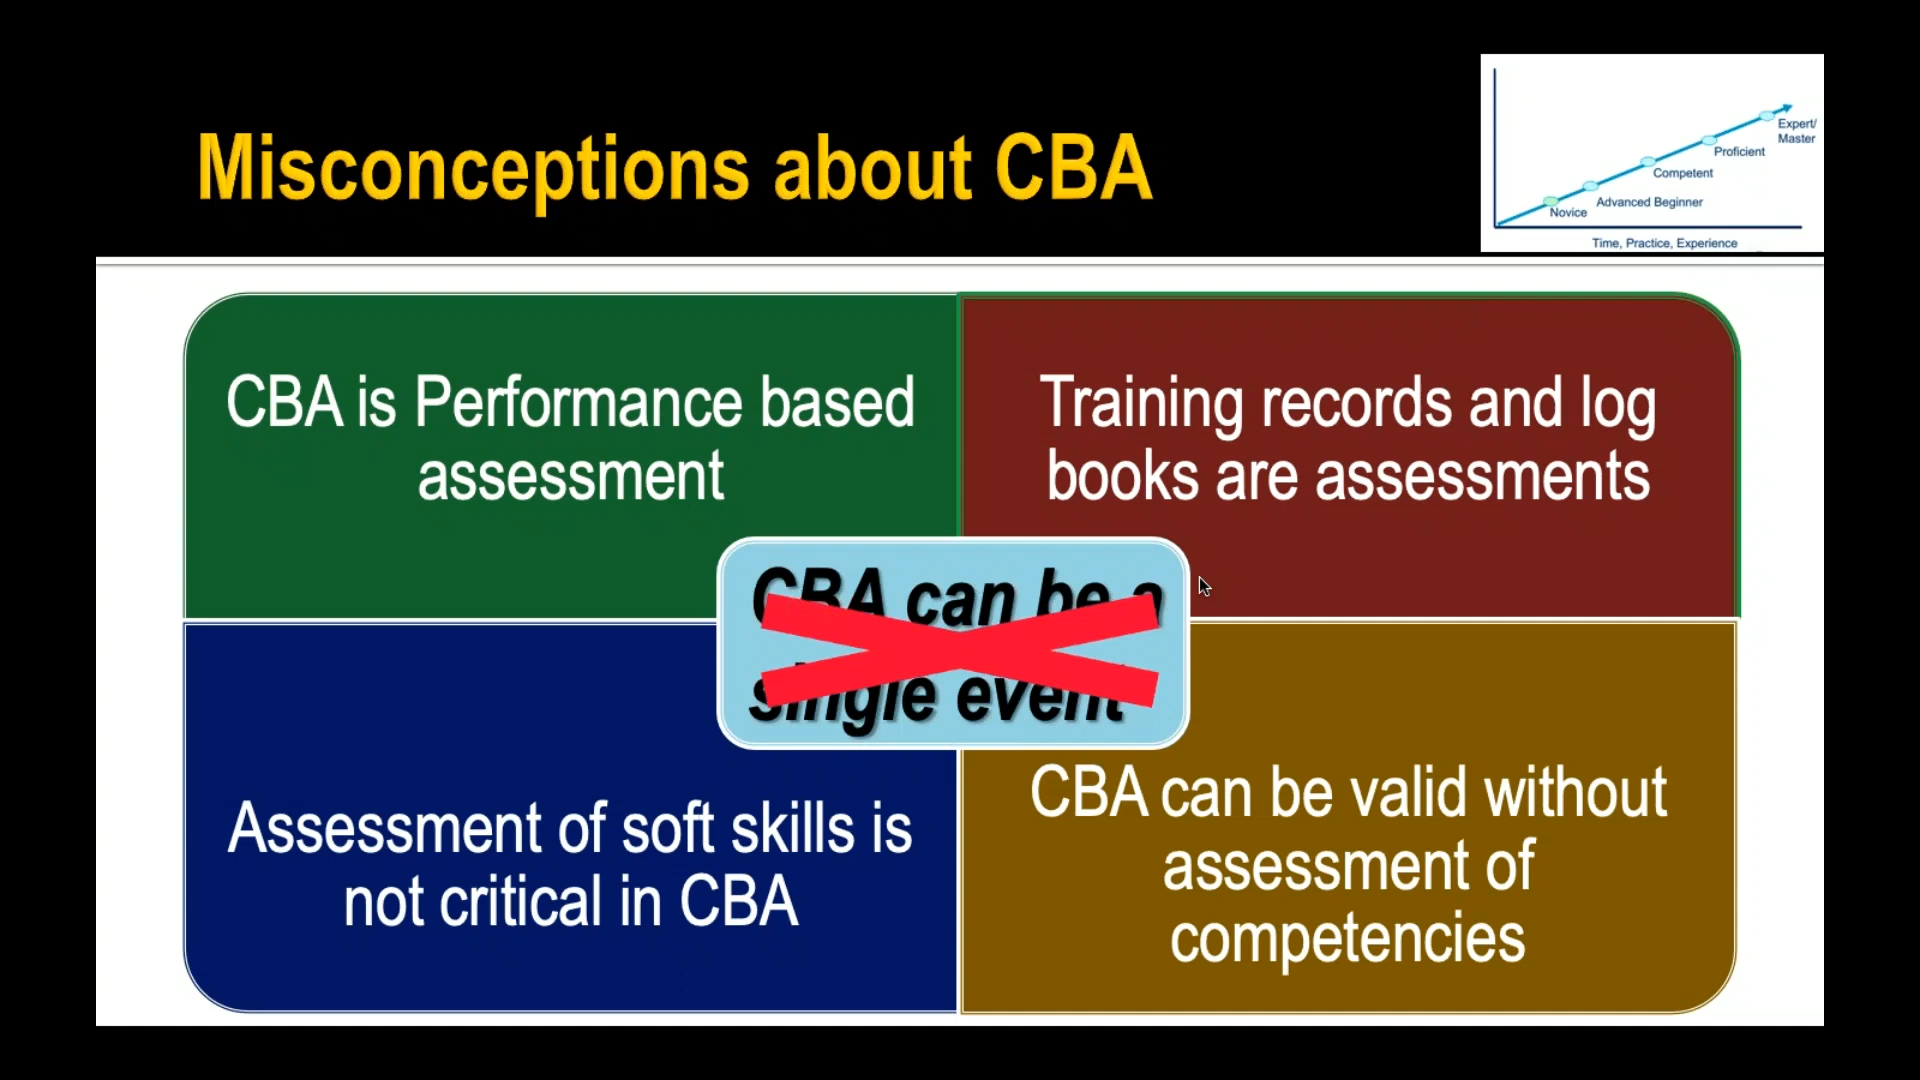 Misconceptions about CBA
Expert/
Master
Proficient
Competent
Advanced Beginner
Novice
Time, Practice, Experience
CBA is Performance based
assessment
Training records and log
books are assessments
CBA can be a
single event
Assessment of soft skills is
not critical in CBA
CBA can be valid without
assessment of
competencies